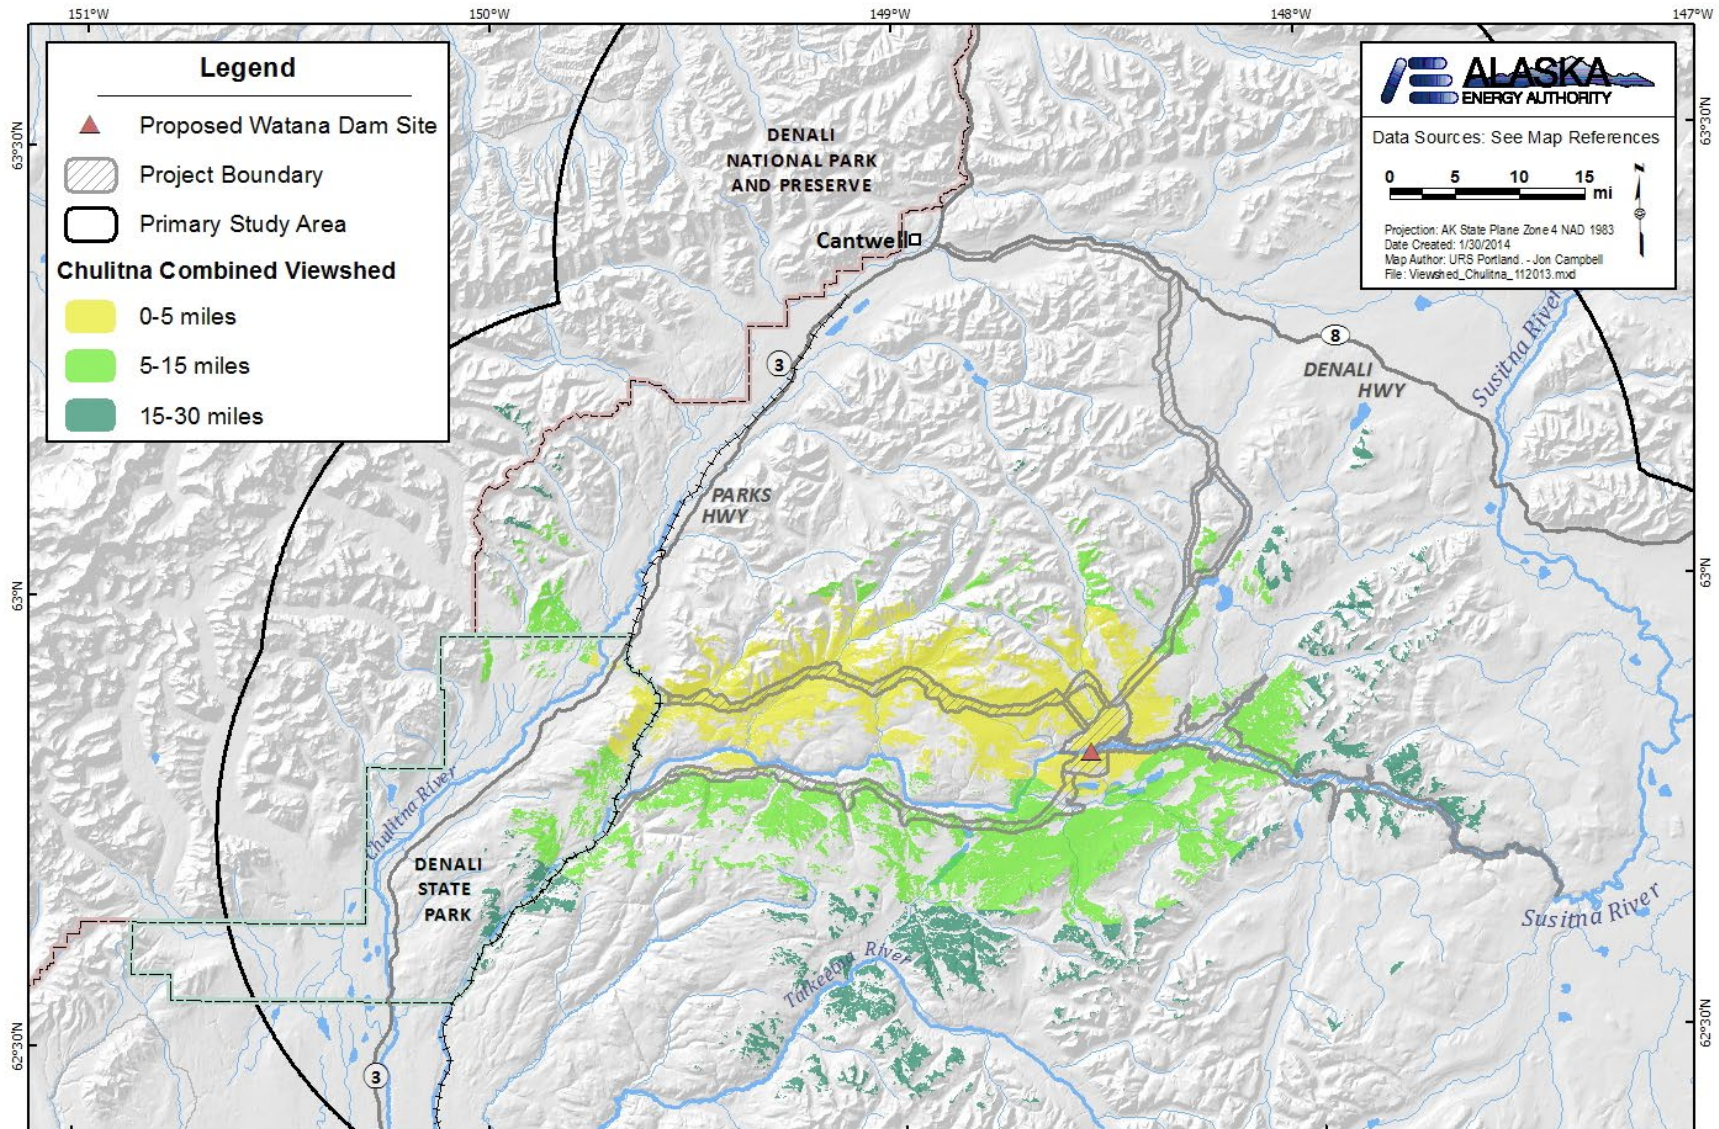 151°W
150°W
149°W
148°W
147°W
Legend
Proposed Watana Dam Site
Project Boundary
Primary Study Area
Chulitna Combined Viewshed
0-5 miles
5-15 miles
15-30 miles
ALASKA
ENERGY AUTHORITY
Data Sources: See Map References
0 5 10 15
mi
N
Projection: AK State Plane Zone 4 NAD 1983
Date Created: 1/30/2014
Map Author: URS Portland. - Jon Campbell
File: Viewshed_Chulitna_112013.mxd
63°30'N
63°30'N
DENALI
NATIONAL PARK
AND PRESERVE
Cantwell
3
8
DENALI
HWY
Susitna River
PARKS
HWY
63°N
63°N
Chulitna River
DENALI
STATE
PARK
Susitna River
Talkeetna River
62°30'N
62°30'N
3